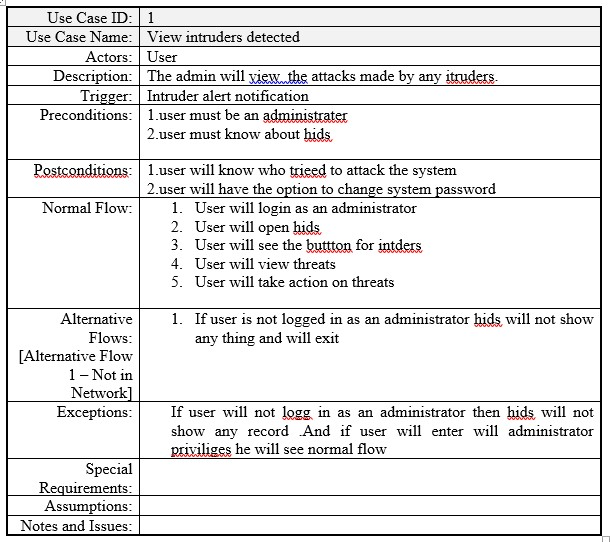 Use Case ID: 1
Use Case Name: View intruders detected
Actors: User
Description: The admin will view the attacks made by any itruders.
Trigger: Intruder alert notification
Preconditions: 1.user must be an administrater
2.user must know about hids
Postconditions: 1.user will know who trieed to attack the system
2.user will have the option to change system password
Normal Flow: 1. User will login as an administrator
2. User will open hids
3. User will see the buttton for intders
4. User will view threats
5. User will take action on threats
Alternative 1. If user is not logged in as an administrator hids will not show
Flows: any thing and will exit
[Alternative Flow
1 – Not in
Network]
Exceptions: If user will not logg in as an administrator then hids will not
show any record .And if user will enter will administrator
priviliges he will see normal flow
Special
Requirements:
Assumptions:
Notes and Issues: